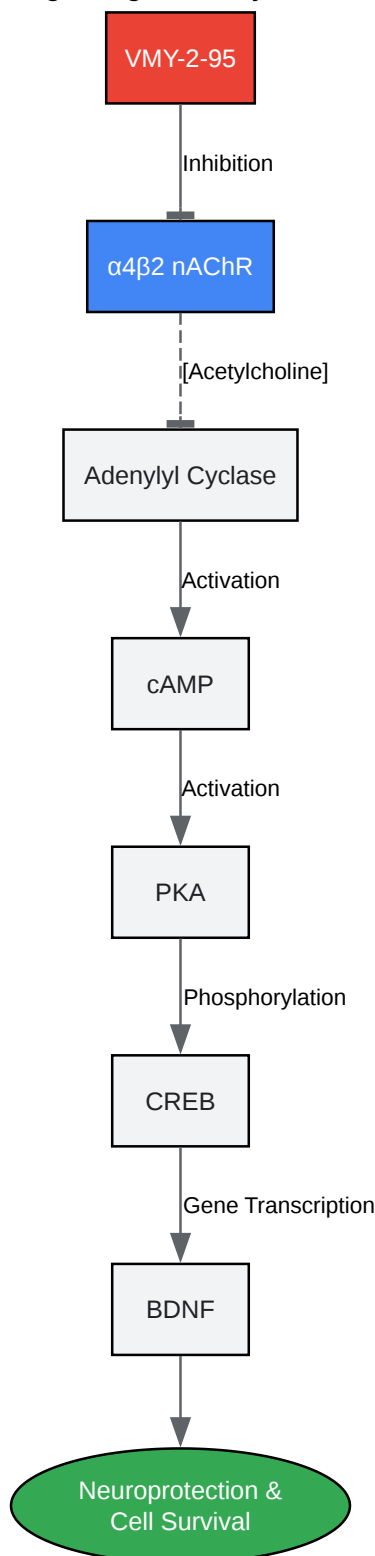 VMY-2-95
Inhibition
α4β2 nAChR
[Acetylcholine]
Adenylyl Cyclase
Activation
cAMP
Activation
PKA
Phosphorylation
CREB
Gene Transcription
BDNF
Neuroprotection &
Cell Survival